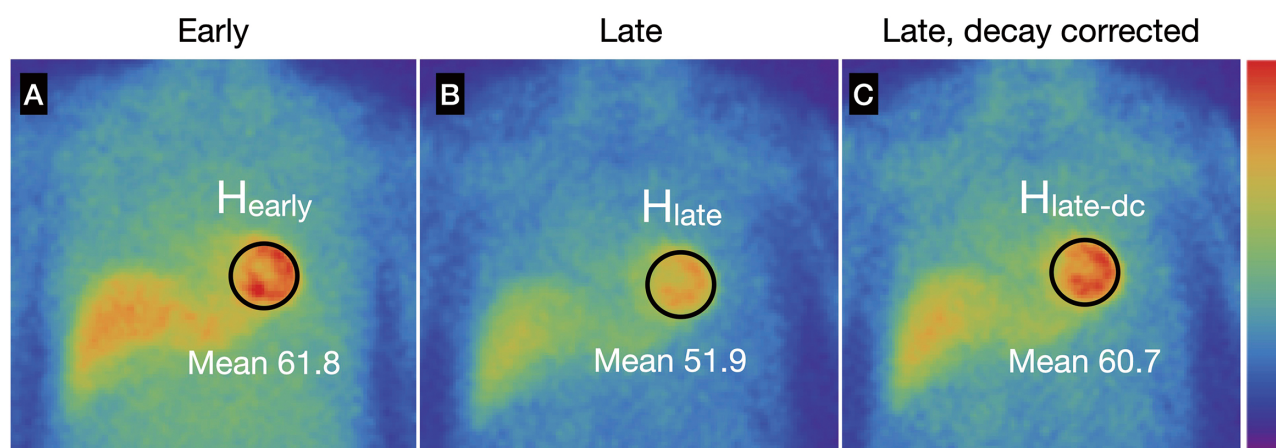 Early
Late
Late, decay corrected
A
B
C
Hearly
Hlate
Hlate-dc
Mean 61.8
Mean 51.9
Mean 60.7